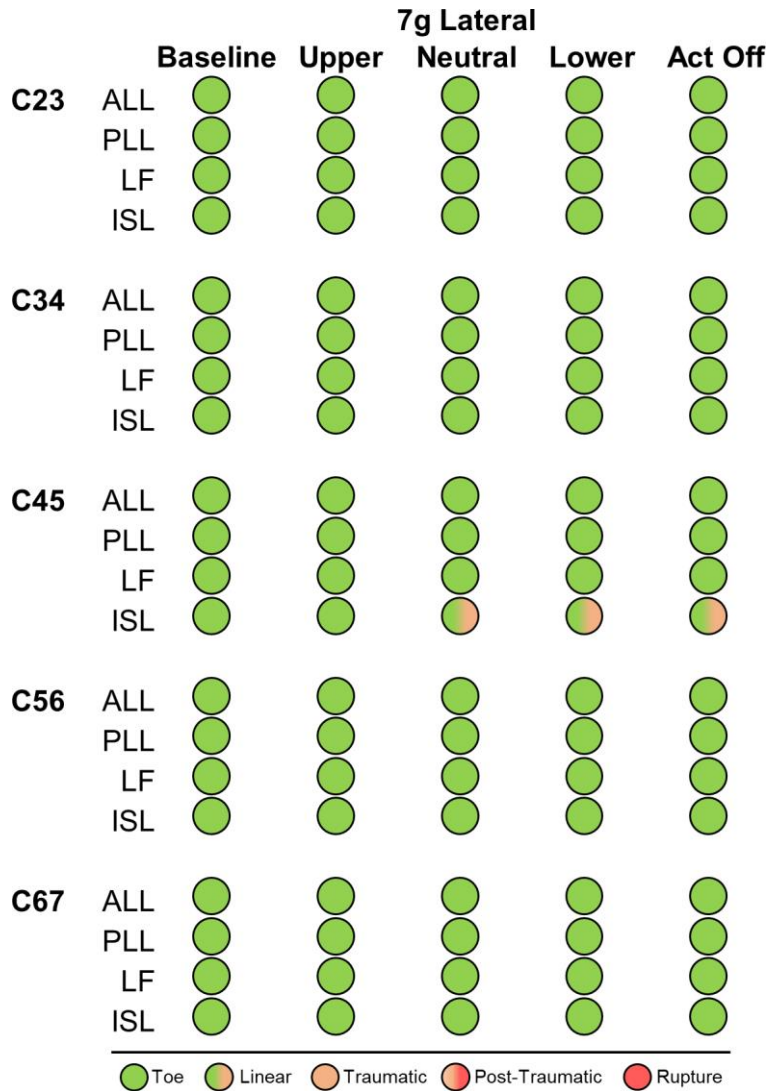 7g Lateral
Baseline Upper Neutral Lower Act Off
C23 ALL
PLL
LF
ISL
C34 ALL
PLL
LF
ISL
C45 ALL
PLL
LF
ISL
C56 ALL
PLL
LF
ISL
C67 ALL
PLL
LF
ISL
Toe Linear Traumatic Post-Traumatic Rupture